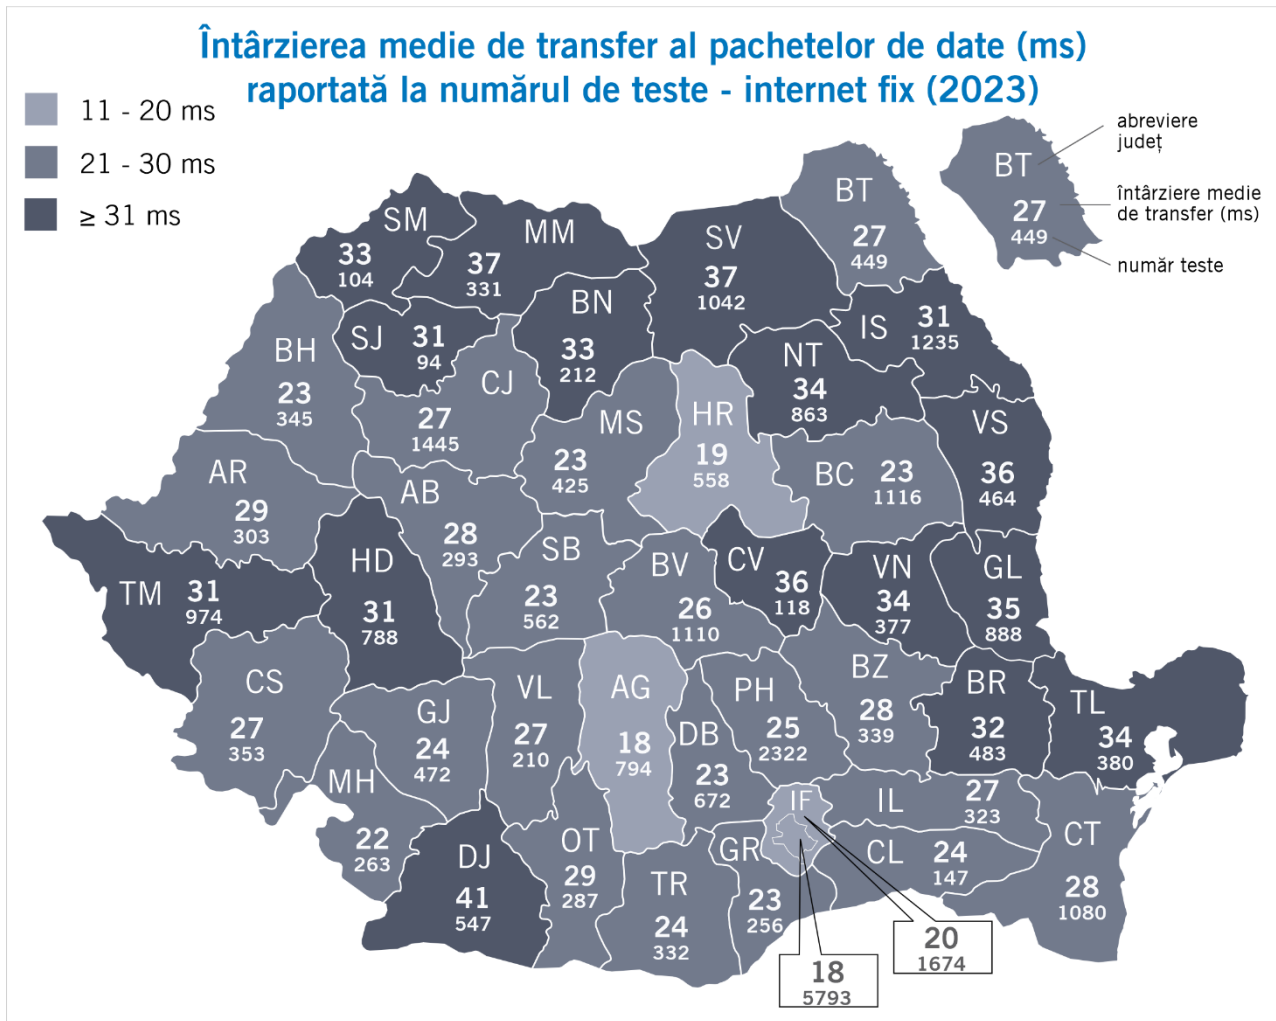 Întârzierea medie de transfer al pachetelor de date (ms)
raportată la numărul de teste - internet fix (2023)
11 - 20 ms
21 - 30 ms
≥ 31 ms
BT
27
449
abreviere
județ
întârziere medie
de transfer (ms)
număr teste
SM
33
104
MM
37
331
SV
37
1042
BT
27
449
IS
31
1235
BH
23
345
SJ
31
94
BN
33
212
CJ
27
1445
NT
34
863
MS
23
425
HR
19
558
VS
36
464
BC
23
1116
AR
29
303
AB
28
293
TM
31
974
HD
31
788
SB
23
562
BV
26
1110
CV
36
118
VN
34
377
GL
35
888
CS
27
353
GJ
24
472
VL
27
210
AG
18
794
DB
23
672
PH
25
2322
BZ
28
339
BR
32
483
TL
34
380
MH
22
263
DJ
41
547
OT
29
287
TR
24
332
GR
23
256
IF
IL
27
323
CL
24
147
CT
28
1080
20
1674
18
5793